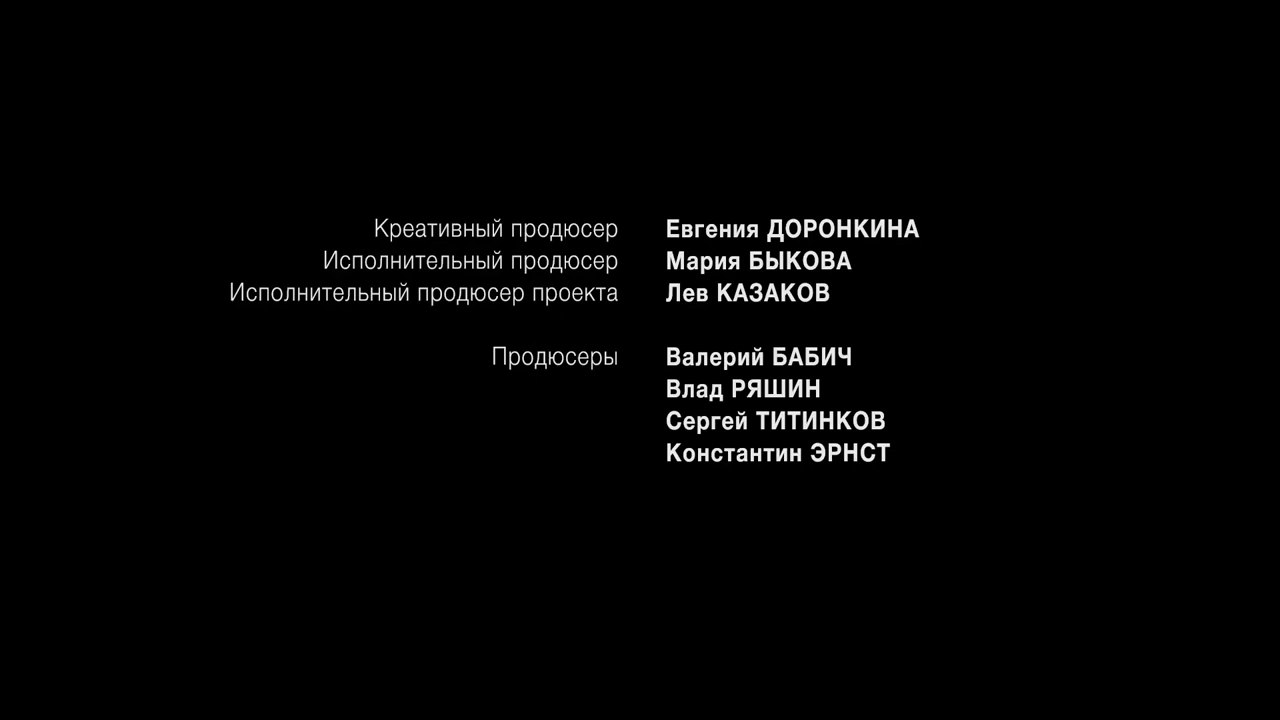 Креативный продюсер Евгения ДОРОНКИНА
Исполнительный продюсер Мария БЫКОВА
Исполнительный продюсер проекта Лев КАЗАКОВ
Продюсеры Валерий БАБИЧ
Влад РЯШИН
Сергей ТИТИНКОВ
Константин ЭРНСТ